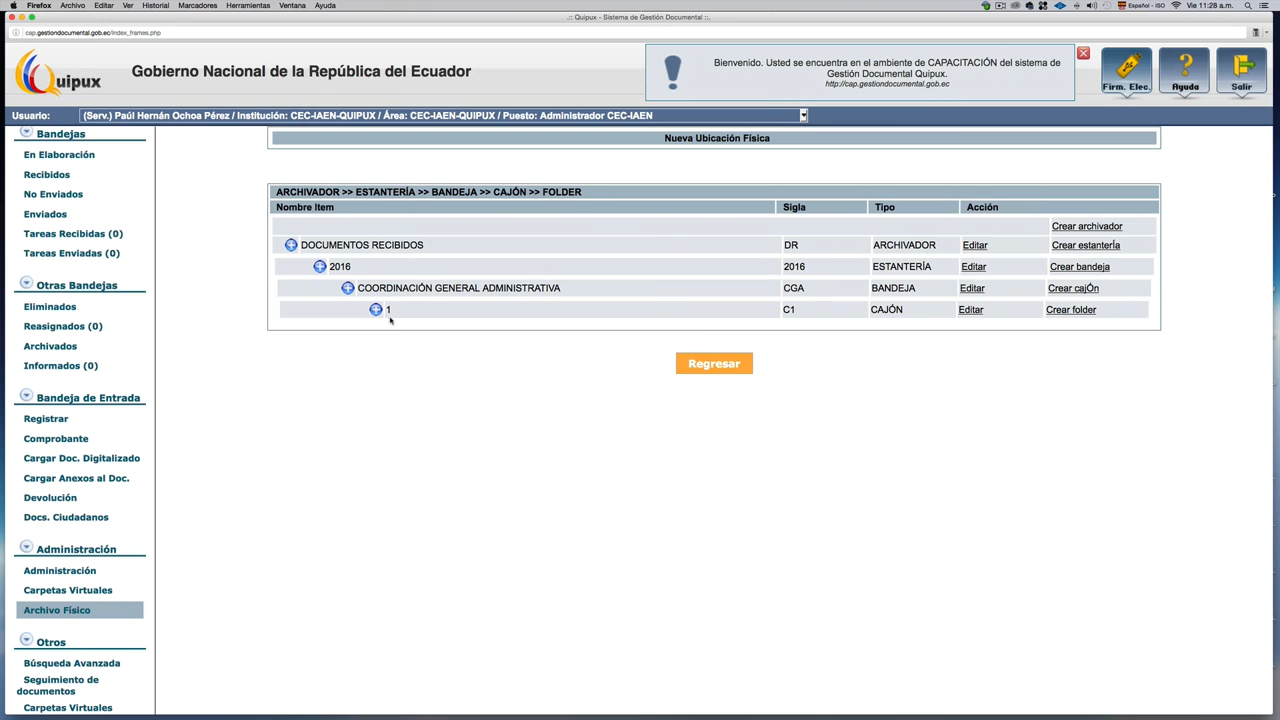 Firefox Archivo Editar Ver Historial Marcadores Herramientas Ventana Ayuda
Español - ISO Vie 11:28 a.m.
.:: Quipux - Sistema de Gestión Documental ::.
cap.gestiondocumental.gob.ec/index_frames.php
Quipux
Gobierno Nacional de la República del Ecuador
Bienvenido. Usted se encuentra en el ambiente de CAPACITACIÓN del sistema de
Gestión Documental Quipux.
http://cap.gestiondocumental.gob.ec
Firm. Elec. Ayuda Salir
Usuario: (Serv.) Paúl Hernán Ochoa Pérez / Institución: CEC-IAEN-QUIPUX / Área: CEC-IAEN-QUIPUX / Puesto: Administrador CEC-IAEN
Bandejas
En Elaboración
Recibidos
No Enviados
Enviados
Tareas Recibidas (0)
Tareas Enviadas (0)
Otras Bandejas
Eliminados
Reasignados (0)
Archivados
Informados (0)
Bandeja de Entrada
Registrar
Comprobante
Cargar Doc. Digitalizado
Cargar Anexos al Doc.
Devolución
Docs. Ciudadanos
Administración
Administración
Carpetas Virtuales
Archivo Físico
Otros
Búsqueda Avanzada
Seguimiento de
documentos
Carpetas Virtuales
Nueva Ubicación Física
ARCHIVADOR >> ESTANTERÍA >> BANDEJA >> CAJÓN >> FOLDER
Nombre Item Sigla Tipo Acción
Crear archivador
DOCUMENTOS RECIBIDOS DR ARCHIVADOR Editar Crear estantería
2016 2016 ESTANTERÍA Editar Crear bandeja
COORDINACIÓN GENERAL ADMINISTRATIVA CGA BANDEJA Editar Crear cajÓn
1 C1 CAJÓN Editar Crear folder
Regresar